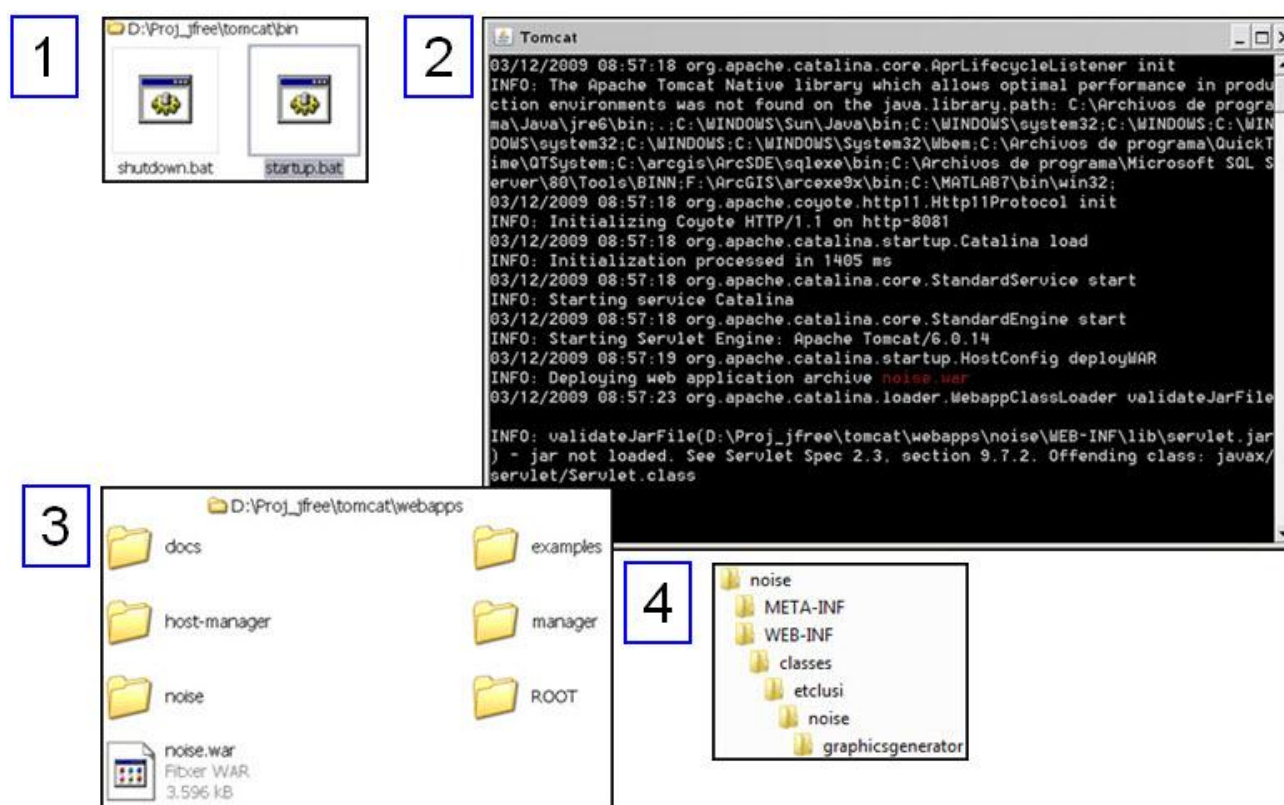 1
D:\Proj_jfree\tomcat\bin
shutdown.bat
startup.bat
2
Tomcat
03/12/2009 08:57:18 org.apache.catalina.core.AprLifecycleListener init
INFO: The Apache Tomcat Native library which allows optimal performance in produ
ction environments was not found on the java.library.path: C:\Archivos de progra
ma\Java\jre6\bin;.;C:\WINDOWS\Sun\Java\bin;C:\WINDOWS\system32;C:\WINDOWS;C:\WIN
DOWS\system32;C:\WINDOWS;C:\WINDOWS\System32\Wbem;C:\Archivos de programa\QuickT
ime\QTSystem;C:\arcgis\ArcSDE\sqlexe\bin;C:\Archivos de programa\Microsoft SQL S
erver\80\Tools\BINN;F:\ArcGIS\arcexe9x\bin;C:\MATLAB7\bin\win32;
03/12/2009 08:57:18 org.apache.coyote.http11.Http11Protocol init
INFO: Initializing Coyote HTTP/1.1 on http-8081
03/12/2009 08:57:18 org.apache.catalina.startup.Catalina load
INFO: Initialization processed in 1405 ms
03/12/2009 08:57:18 org.apache.catalina.core.StandardService start
INFO: Starting service Catalina
03/12/2009 08:57:18 org.apache.catalina.core.StandardEngine start
INFO: Starting Servlet Engine: Apache Tomcat/6.0.14
03/12/2009 08:57:19 org.apache.catalina.startup.HostConfig deployWAR
INFO: Deploying web application archive noise.war
03/12/2009 08:57:23 org.apache.catalina.loader.WebappClassLoader validateJarFile
INFO: validateJarFile(D:\Proj_jfree\tomcat\webapps\noise\WEB-INF\lib\servlet.jar
) - jar not loaded. See Servlet Spec 2.3, section 9.7.2. Offending class: javax/
servlet/Servlet.class
3
D:\Proj_jfree\tomcat\webapps
docs
examples
host-manager
manager
noise
ROOT
noise.war
Fitxer WAR
3.596 kB
4
noise
META-INF
WEB-INF
classes
etclusi
noise
graphicsgenerator